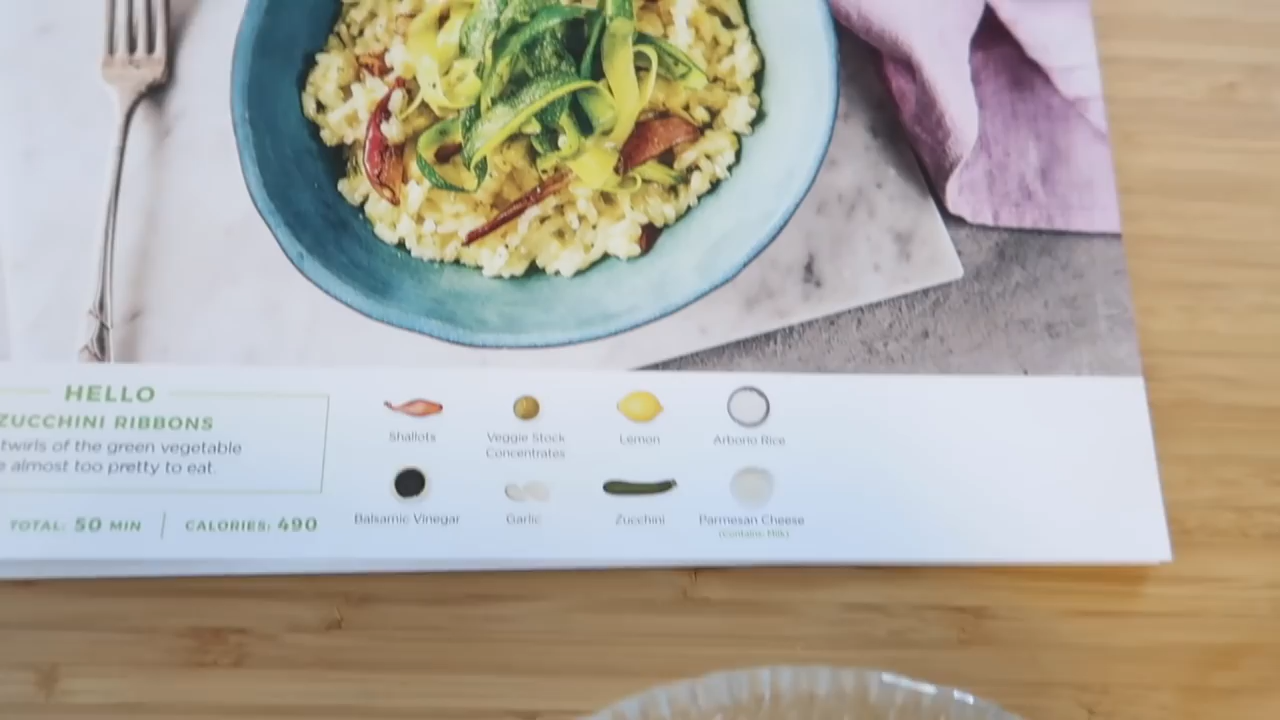 HELLO
ZUCCHINI RIBBONS
twirls of the green vegetable
almost too pretty to eat.
TOTAL: 50 MIN
CALORIES: 490
Shallots
Veggie Stock
Concentrates
Lemon
Arborio Rice
Balsamic Vinegar
Garlic
Zucchini
Parmesan Cheese
(Contains: Milk)